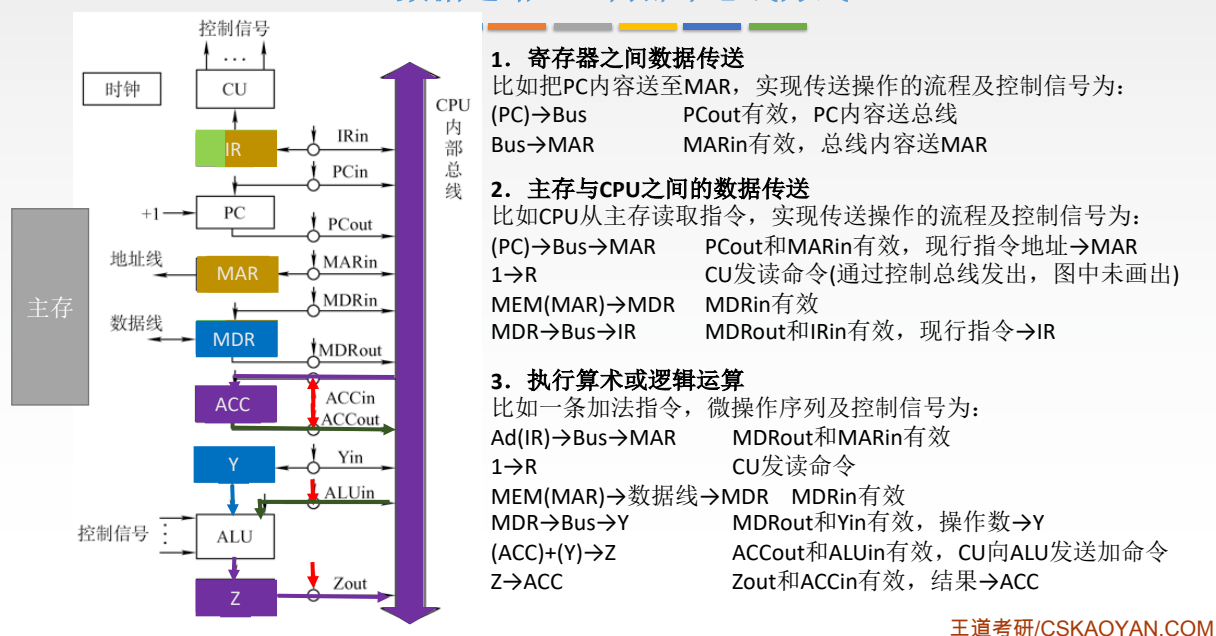 控制信号
...
时钟
CU
CPU
内
部
总
线
IR
IRin
PCin
+1
PC
PCout
地址线
MAR
MARin
主存
MDRin
数据线
MDR
MDRout
ACC
ACCin
ACCout
Y
Yin
ALUin
控制信号
ALU
Z
Zout
1. 寄存器之间数据传送
比如把PC内容送至MAR,实现传送操作的流程及控制信号为:
(PC)→Bus PCout有效,PC内容送总线
Bus→MAR MARin有效,总线内容送MAR
2. 主存与CPU之间的数据传送
比如CPU从主存读取指令,实现传送操作的流程及控制信号为:
(PC)→Bus→MAR PCout和MARin有效,现行指令地址→MAR
1→R CU发读命令(通过控制总线发出,图中未画出)
MEM(MAR)→MDR MDRin有效
MDR→Bus→IR MDRout和IRin有效,现行指令→IR
3. 执行算术或逻辑运算
比如一条加法指令,微操作序列及控制信号为:
Ad(IR)→Bus→MAR MDRout和MARin有效
1→R CU发读命令
MEM(MAR)→数据线→MDR MDRin有效
MDR→Bus→Y MDRout和Yin有效,操作数→Y
(ACC)+(Y)→Z ACCout和ALUin有效,CU向ALU发送加命令
Z→ACC Zout和ACCin有效,结果→ACC
王道考研/CSKAOYAN.COM